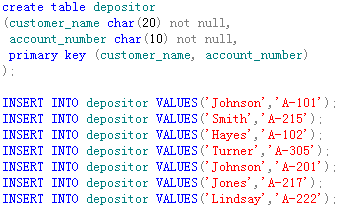 create table depositor
(customer_name char(20) not null,
 account_number char(10) not null,
 primary key (customer_name, account_number)
);
INSERT INTO depositor VALUES('Johnson','A-101');
INSERT INTO depositor VALUES('Smith','A-215');
INSERT INTO depositor VALUES('Hayes','A-102');
INSERT INTO depositor VALUES('Turner','A-305');
INSERT INTO depositor VALUES('Johnson','A-201');
INSERT INTO depositor VALUES('Jones','A-217');
INSERT INTO depositor VALUES('Lindsay','A-222');